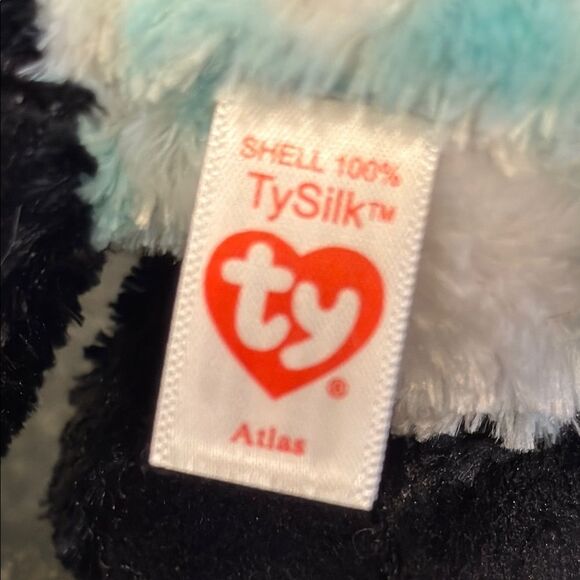 SHELL 100%
TySilk™
ty®
Atlas